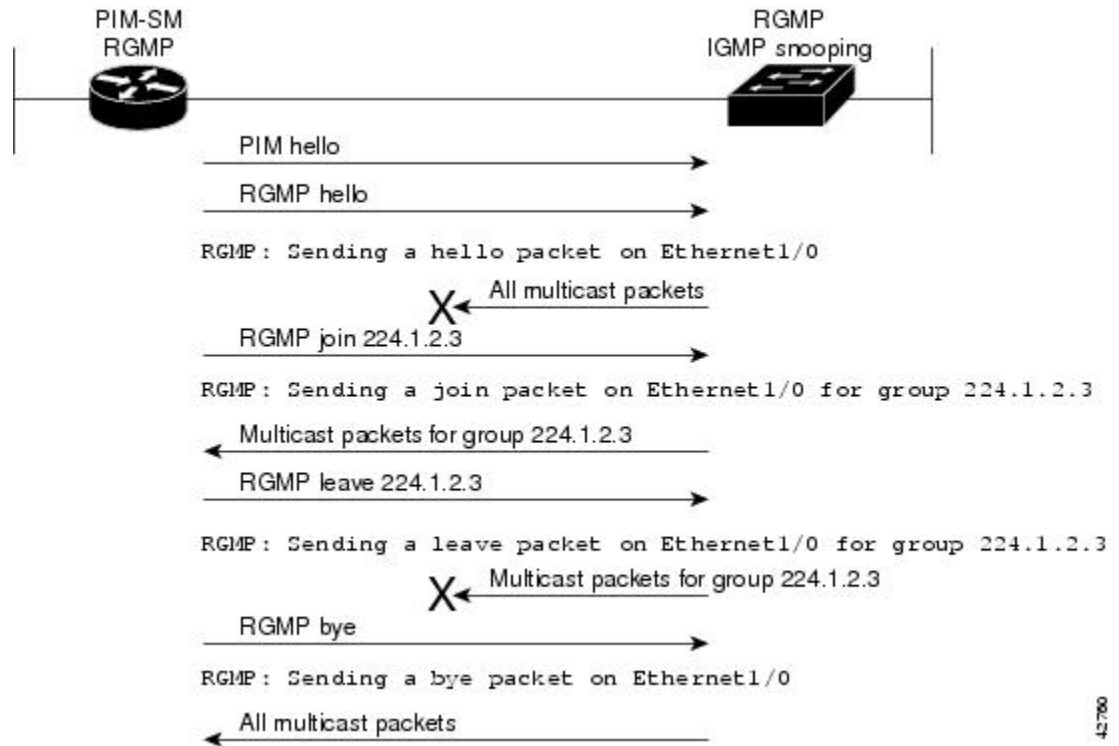 PIM-SM
RGMP
RGMP
IGMP snooping
PIM hello
RGMP hello
RGMP: Sending a hello packet on Ethernet1/0
X
All multicast packets
RGMP join 224.1.2.3
RGMP: Sending a join packet on Ethernet1/0 for group 224.1.2.3
Multicast packets for group 224.1.2.3
RGMP leave 224.1.2.3
RGMP: Sending a leave packet on Ethernet1/0 for group 224.1.2.3
X
Multicast packets for group 224.1.2.3
RGMP bye
RGMP: Sending a bye packet on Ethernet1/0
All multicast packets
42760